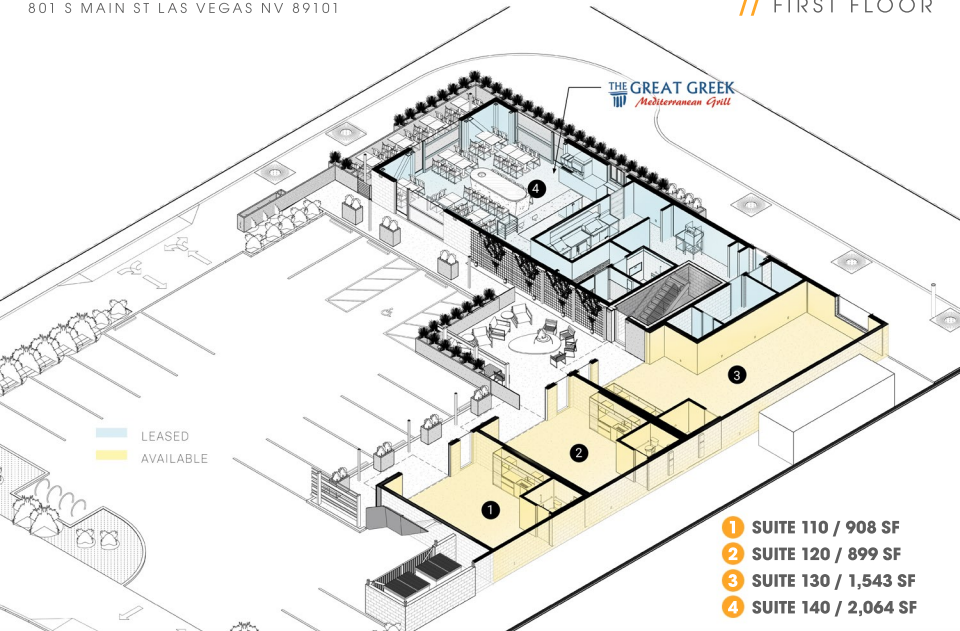 801 S MAIN ST LAS VEGAS NV 89101
// FIRST FLOOR
THE GREAT GREEK
Mediterranean Grill
4
3
2
1
LEASED
AVAILABLE
1 SUITE 110 / 908 SF
2 SUITE 120 / 899 SF
3 SUITE 130 / 1,543 SF
4 SUITE 140 / 2,064 SF